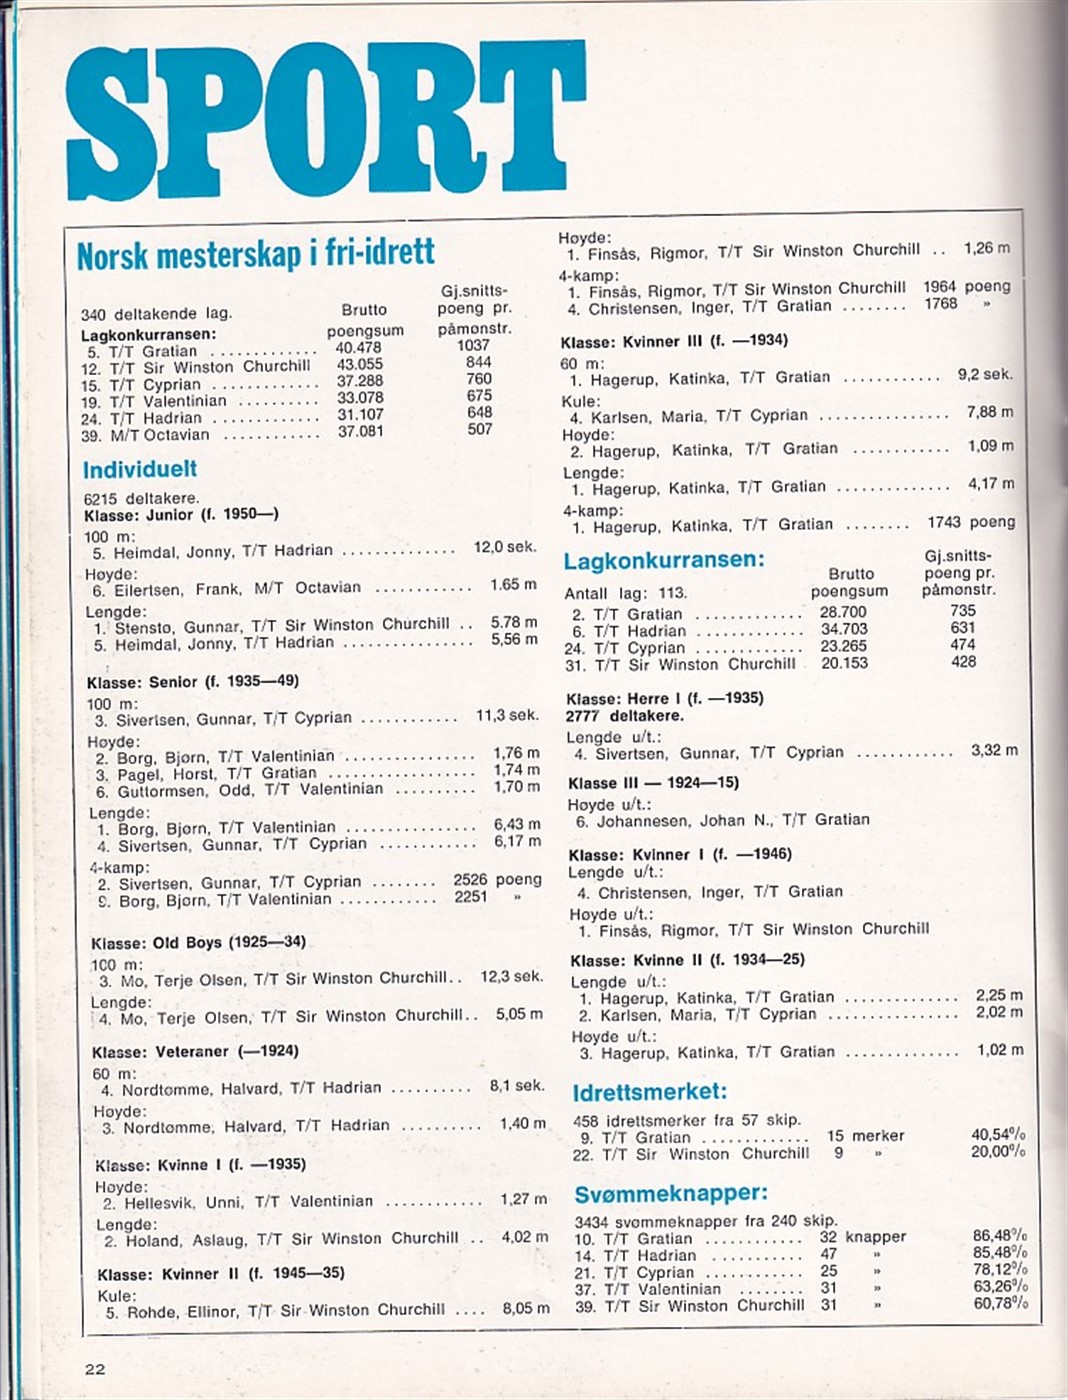 SPORT
Norsk mesterskap i fri-idrett
340 deltakende lag. Brutto Gj.snitts-
poeng pr.
Lagkonkurransen: poengsum påmønstr.
5. T/T Gratian ............. 40.478 1037
12. T/T Sir Winston Churchill 43.055 844
15. T/T Cyprian ............. 37.288 760
19. T/T Valentinian .......... 33.078 675
24. T/T Hadrian ............. 31.107 648
39. M/T Octavian ............ 37.081 507
Individuelt
6215 deltakere.
Klasse: Junior (f. 1950—)
100 m:
5. Heimdal, Jonny, T/T Hadrian .............. 12,0 sek.
Høyde:
6. Eilertsen, Frank, M/T Octavian ............ 1.65 m
Lengde:
1. Stenstø, Gunnar, T/T Sir Winston Churchill .. 5.78 m
5. Heimdal, Jonny, T/T Hadrian ................ 5,56 m
Klasse: Senior (f. 1935—49)
100 m:
3. Sivertsen, Gunnar, T/T Cyprian ............ 11,3 sek.
Høyde:
2. Borg, Bjørn, T/T Valentinian ................ 1,76 m
3. Pagel, Horst, T/T Gratian .................. 1,74 m
6. Guttormsen, Odd, T/T Valentinian .......... 1,70 m
Lengde:
1. Borg, Bjørn, T/T Valentinian ................ 6,43 m
4. Sivertsen, Gunnar, T/T Cyprian ............ 6,17 m
4-kamp:
2. Sivertsen, Gunnar, T/T Cyprian ........ 2526 poeng
9. Borg, Bjørn, T/T Valentinian ............ 2251 »
Klasse: Old Boys (1925—34)
100 m:
3. Mo, Terje Olsen, T/T Sir Winston Churchill.. 12,3 sek.
Lengde:
4. Mo, Terje Olsen, T/T Sir Winston Churchill.. 5,05 m
Klasse: Veteraner (—1924)
60 m:
4. Nordtømme, Halvard, T/T Hadrian .......... 8,1 sek.
Høyde:
3. Nordtømme, Halvard, T/T Hadrian .......... 1,40 m
Klasse: Kvinne I (f. —1935)
Høyde:
2. Hellesvik, Unni, T/T Valentinian ............ 1,27 m
Lengde:
2. Holand, Aslaug, T/T Sir Winston Churchill .. 4,02 m
Klasse: Kvinner II (f. 1945—35)
Kule:
5. Rohde, Ellinor, T/T Sir Winston Churchill .... 8,05 m
Høyde:
1. Finsås, Rigmor, T/T Sir Winston Churchill .. 1,26 m
4-kamp:
1. Finsås, Rigmor, T/T Sir Winston Churchill 1964 poeng
4. Christensen, Inger, T/T Gratian ........ 1768 »
Klasse: Kvinner III (f. —1934)
60 m:
1. Hagerup, Katinka, T/T Gratian ............ 9,2 sek.
Kule:
4. Karlsen, Maria, T/T Cyprian ................ 7,88 m
Høyde:
2. Hagerup, Katinka, T/T Gratian ............ 1,09 m
Lengde:
1. Hagerup, Katinka, T/T Gratian .............. 4,17 m
4-kamp:
1. Hagerup, Katinka, T/T Gratian ........ 1743 poeng
Lagkonkurransen: Gj.snitts-
Brutto poeng pr.
Antall lag: 113. poengsum påmønstr.
2. T/T Gratian ............. 28.700 735
6. T/T Hadrian ............. 34.703 631
24. T/T Cyprian ............. 23.265 474
31. T/T Sir Winston Churchill 20.153 428
Klasse: Herre I (f. —1935)
2777 deltakere.
Lengde u/t.:
4. Sivertsen, Gunnar, T/T Cyprian ............ 3,32 m
Klasse III — 1924—15)
Høyde u/t.:
6. Johannesen, Johan N., T/T Gratian
Klasse: Kvinner I (f. —1946)
Lengde u/t.:
4. Christensen, Inger, T/T Gratian
Høyde u/t.:
1. Finsås, Rigmor, T/T Sir Winston Churchill
Klasse: Kvinne II (f. 1934—25)
Lengde u/t.:
1. Hagerup, Katinka, T/T Gratian .............. 2,25 m
2. Karlsen, Maria, T/T Cyprian ................ 2,02 m
Høyde u/t.:
3. Hagerup, Katinka, T/T Gratian .............. 1,02 m
Idrettsmerket:
458 idrettsmerker fra 57 skip.
9. T/T Gratian ............. 15 merker 40,54%
22. T/T Sir Winston Churchill 9 » 20,00%
Svømmeknapper:
3434 svømmeknapper fra 240 skip.
10. T/T Gratian ............ 32 knapper 86,48%
14. T/T Hadrian ........... 47 » 85,48%
21. T/T Cyprian ............ 25 » 78,12%
37. T/T Valentinian ........ 31 » 63,26%
39. T/T Sir Winston Churchill 31 » 60,78%
22